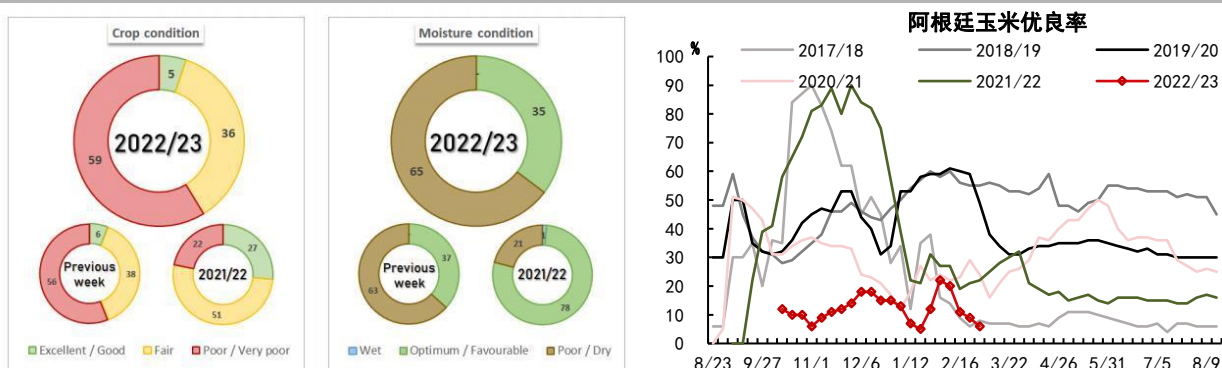 Crop condition
5
36
59
2022/23
6
38
56
Previous
week
27
51
22
2021/22
Excellent / Good
Fair
Poor / Very poor
Moisture condition
-
35
65
2022/23
37
63
Previous
week
1
78
21
2021/22
Wet
Optimum / Favourable
Poor / Dry
阿根廷玉米优良率
%
2017/18
2018/19
2019/20
2020/21
2021/22
2022/23
100
90
80
70
60
50
40
30
20
10
0
8/23 9/27 11/1 12/6 1/12 2/16 3/22 4/26 5/31 7/5 8/9